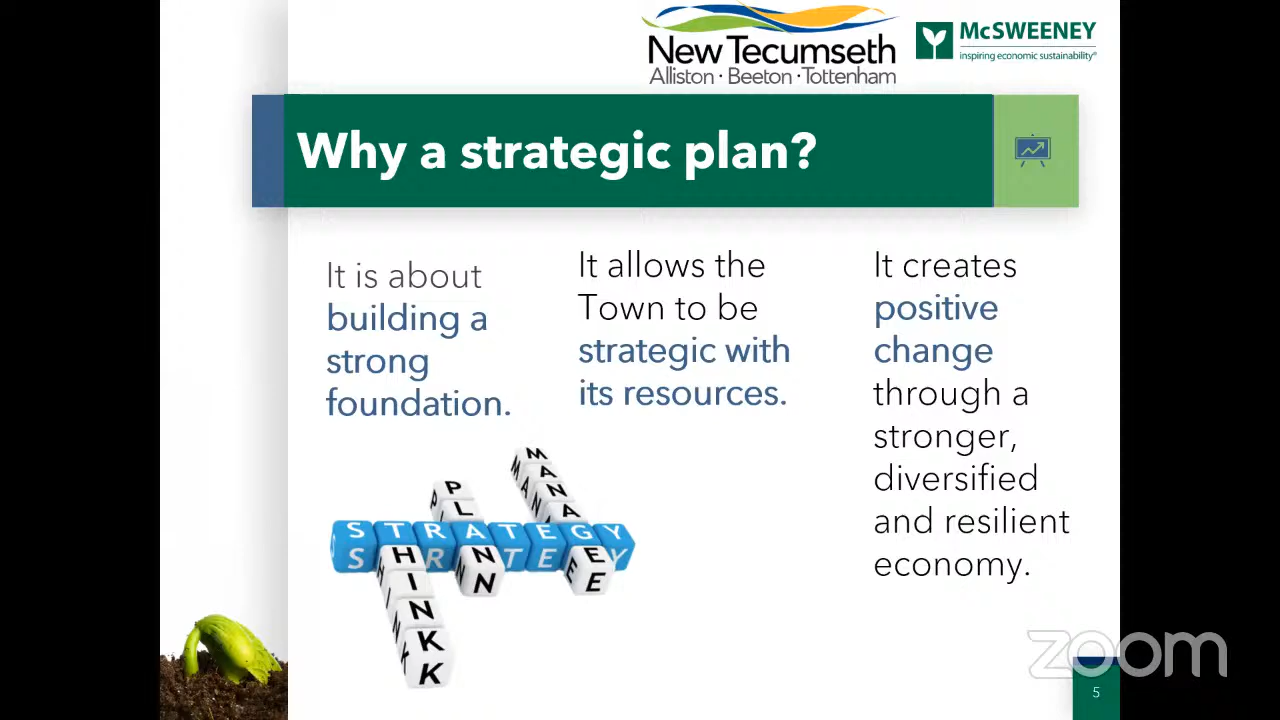 New Tecumseth
Alliston · Beeton · Tottenham
McSWEENEY
inspiring economic sustainability®
Why a strategic plan?
It is about
building a
strong
foundation.
It allows the
Town to be
strategic with
its resources.
It creates
positive
change
through a
stronger,
diversified
and resilient
economy.
STRATEGY
THINK
PLAN
MANAGE
zoom
5